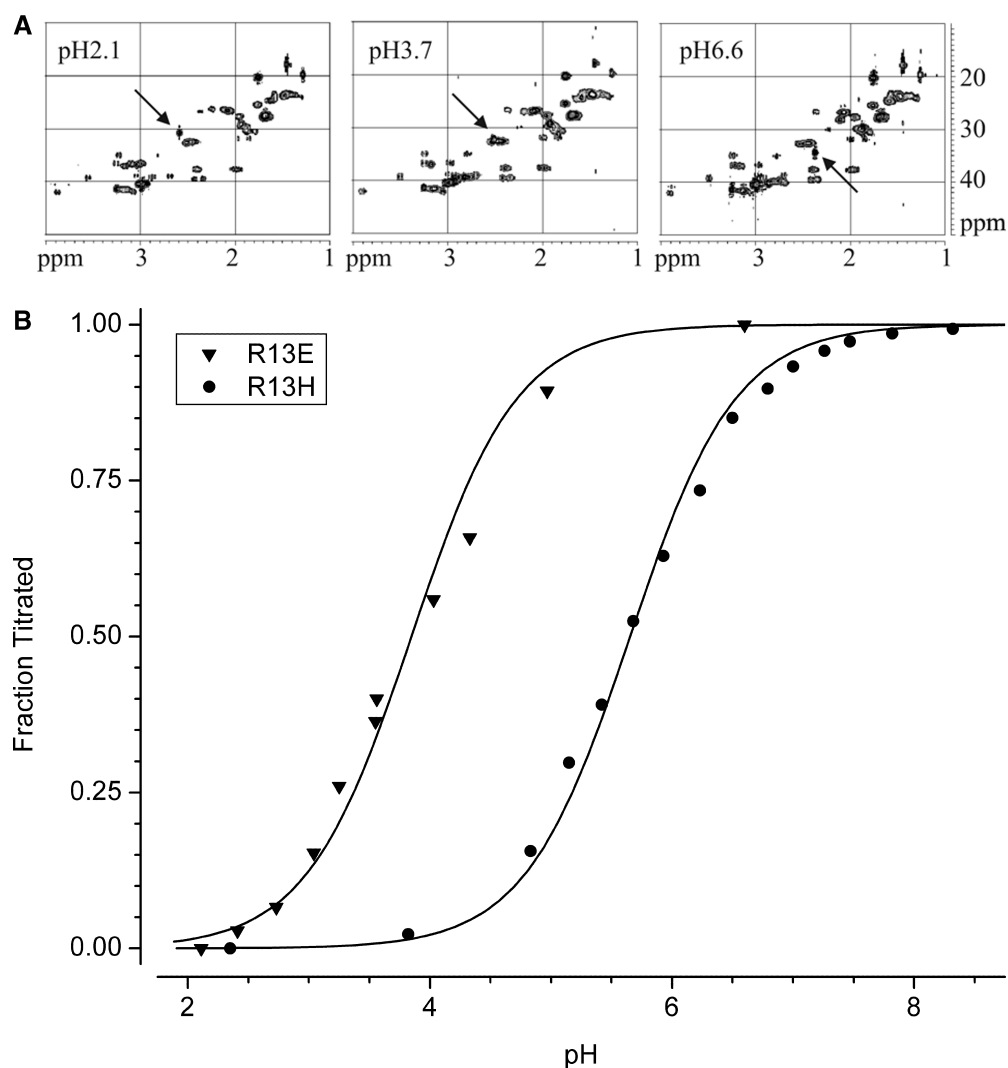 A
pH2.1
pH3.7
pH6.6
20
30
40
ppm
ppm 3 2 1
ppm 3 2 1
ppm 3 2 1
B
R13E
R13H
1.00
0.75
0.50
0.25
0.00
Fraction Titrated
2 4 6 8
pH